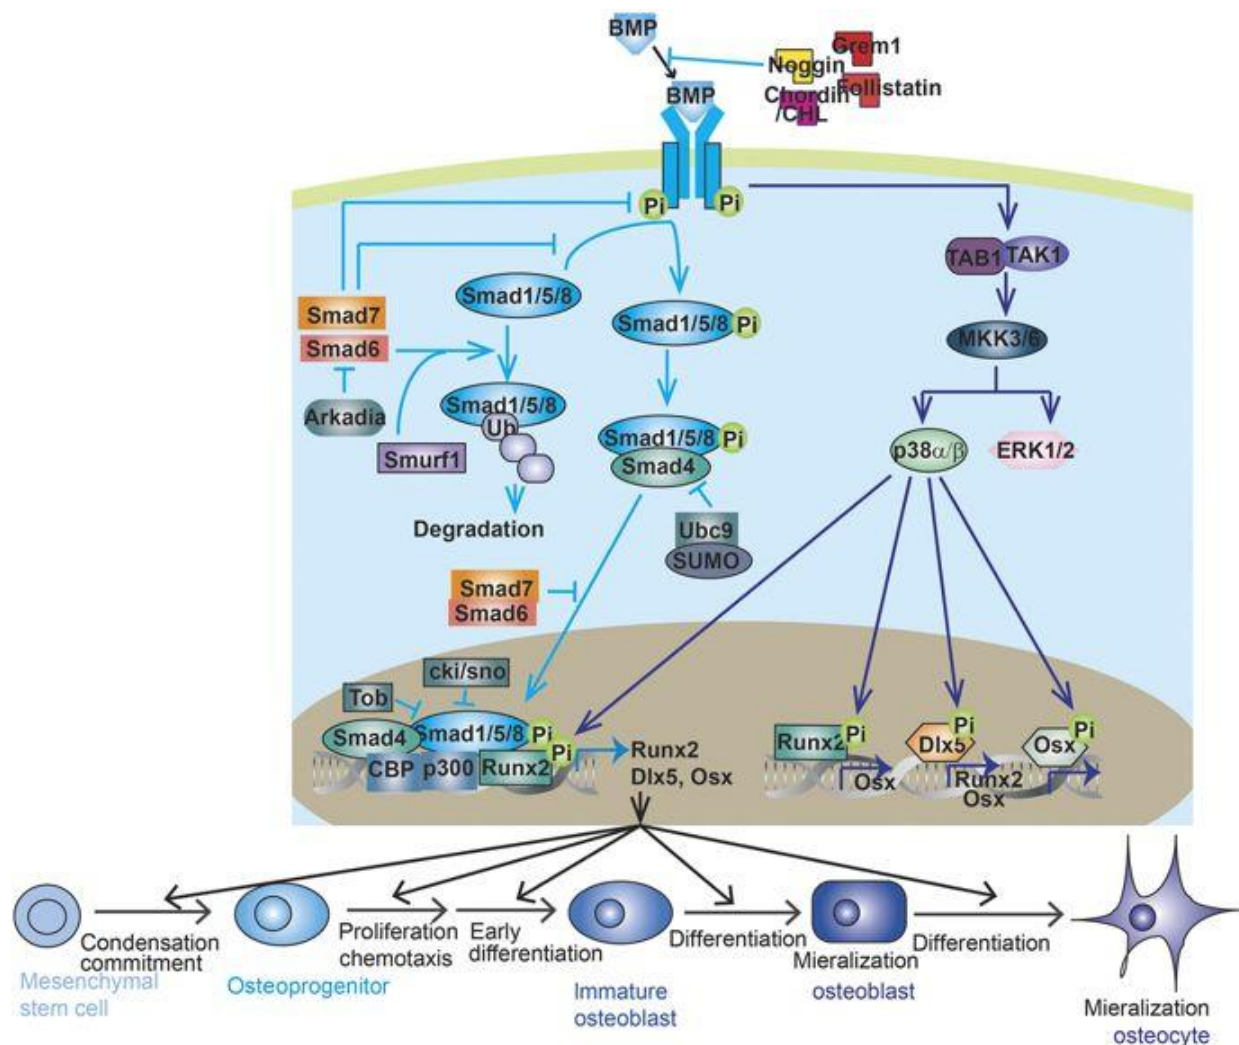 BMP
Grem1
Noggin
BMP
Follistatin
Chordin
/CHL
Pi
Pi
TAB1
TAK1
Smad1/5/8
Smad7
Smad1/5/8
Pi
Smad6
MKK3/6
Arkadia
Smad1/5/8
Ub
Smad1/5/8
Pi
Smurf1
Smad4
p38α/β
ERK1/2
Degradation
Ubc9
SUMO
Smad7
Smad6
cki/sno
Tob
Smad4
Smad1/5/8
Pi
Pi
CBP
p300
Runx2
Runx2
Dlx5, Osx
Runx2
Pi
Osx
Dlx5
Pi
Runx2
Osx
Osx
Pi
Condensation
commitment
Proliferation
chemotaxis
Early
differentiation
Differentiation
Mieralization
Differentiation
Mesenchymal
stem cell
Osteoprogenitor
Immature
osteoblast
osteoblast
Mieralization
osteocyte